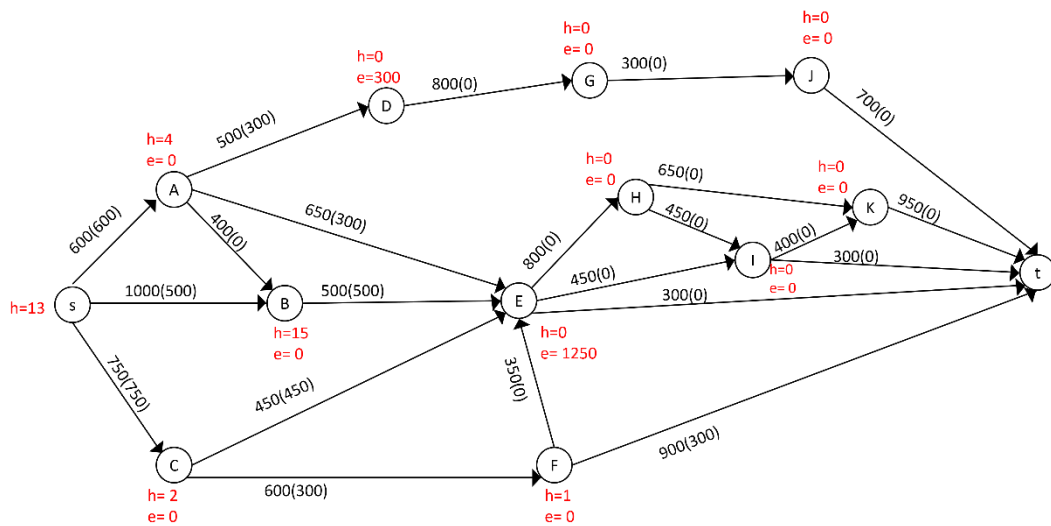 h=0
e= 0
h=0
e= 0
h=0
e=300
J
G
300(0)
D
800(0)
700(0)
500(300)
h=4
e= 0
h=0
e= 0
h=0
e= 0
650(0)
A
H
K
950(0)
650(300)
450(0)
600(600)
400(0)
800(0)
400(0)
I
300(0)
t
h=0
e= 0
450(0)
h=13
s
1000(500)
B
500(500)
E
300(0)
h=15
e= 0
h=0
e= 1250
750(750)
450(450)
350(0)
900(300)
C
F
600(300)
h= 2
e= 0
h=1
e= 0